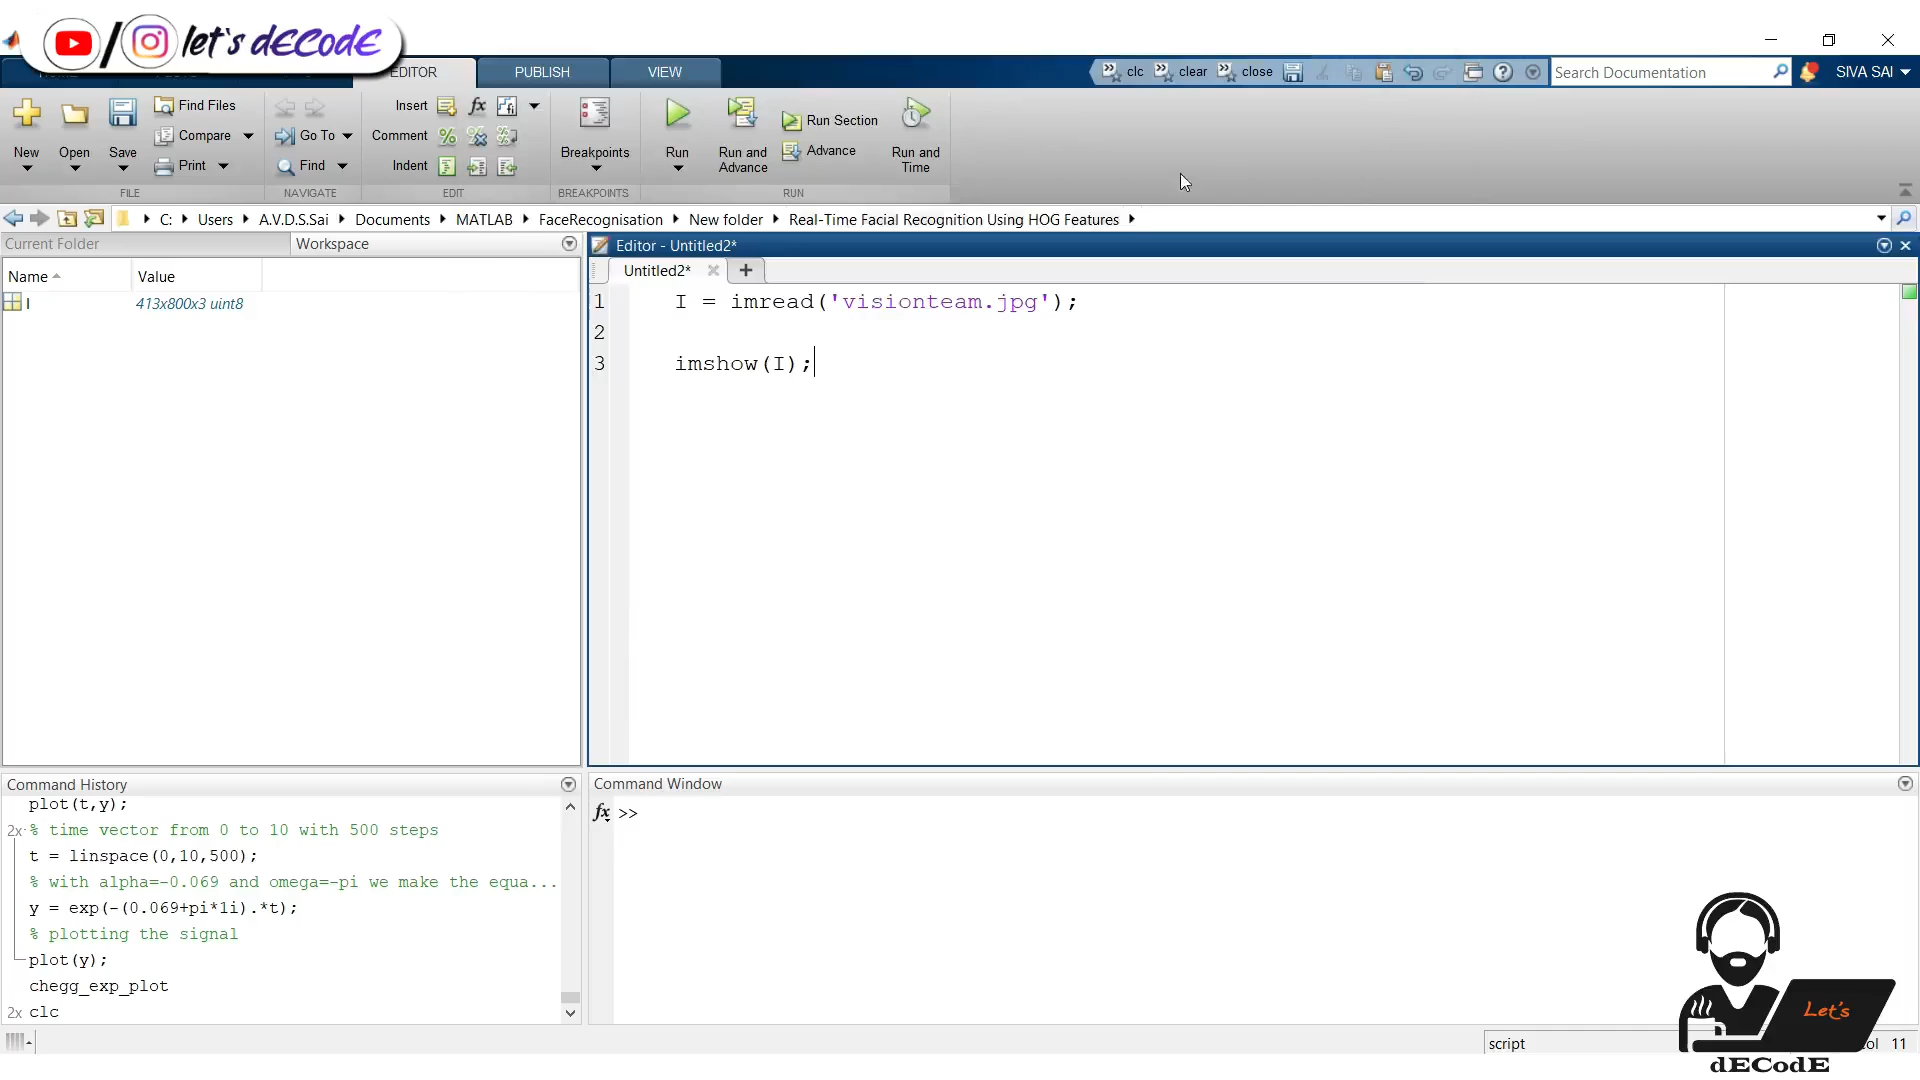 let's dECodE
EDITOR
PUBLISH
VIEW
clc
clear
close
Search Documentation
SIVA SAI
New
Open
Save
Find Files
Compare
Print
FILE
Go To
Find
NAVIGATE
Insert
fx
Comment
%
Indent
EDIT
Breakpoints
BREAKPOINTS
Run
Run and
Advance
Run Section
Advance
Run and
Time
RUN
C: Users A.V.D.S.Sai Documents MATLAB FaceRecognisation New folder Real-Time Facial Recognition Using HOG Features
Current Folder
Workspace
Name Value
I 413x800x3 uint8
Editor - Untitled2*
Untitled2*
1 I = imread('visionteam.jpg');
2
3 imshow(I);
Command History
plot(t,y);
2x % time vector from 0 to 10 with 500 steps
t = linspace(0,10,500);
% with alpha=-0.069 and omega=-pi we make the equa...
y = exp(-(0.069+pi*1i).*t);
% plotting the signal
plot(y);
chegg_exp_plot
2x clc
Command Window
fx >>
script
11
Let's
dECodE